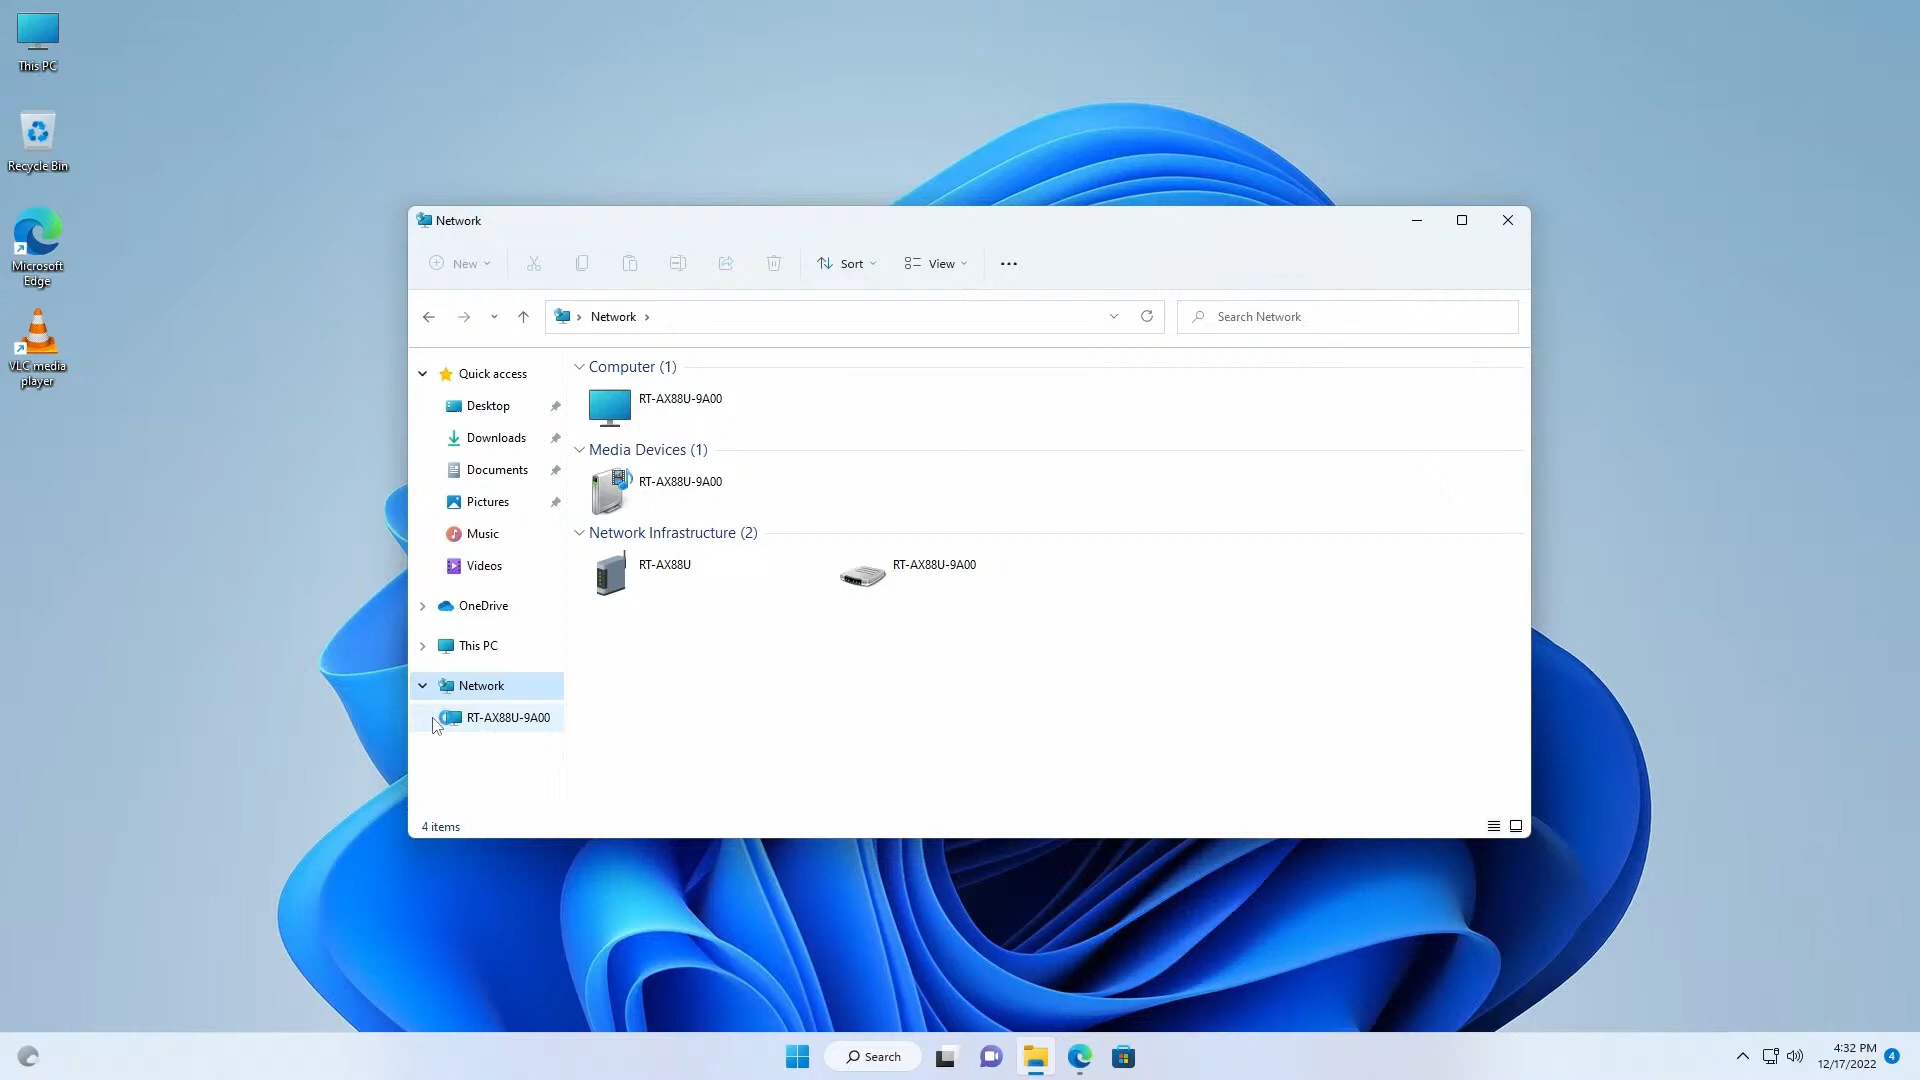 This PC
Recycle Bin
Microsoft
Edge
VLC media
player
Network
New
Sort
View
Network
Search Network
Quick access
Desktop
Downloads
Documents
Pictures
Music
Videos
OneDrive
This PC
Network
RT-AX88U-9A00
Computer (1)
RT-AX88U-9A00
Media Devices (1)
RT-AX88U-9A00
Network Infrastructure (2)
RT-AX88U
RT-AX88U-9A00
4 items
Search
4:32 PM
12/17/2022
4